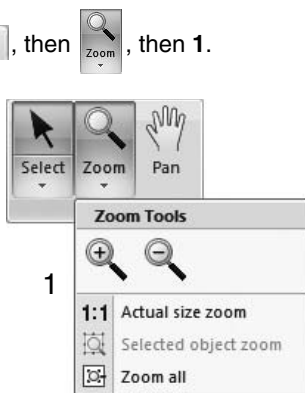 , then Zoom , then 1.
Select Zoom Pan
Zoom Tools
1
1:1 Actual size zoom
Selected object zoom
Zoom all